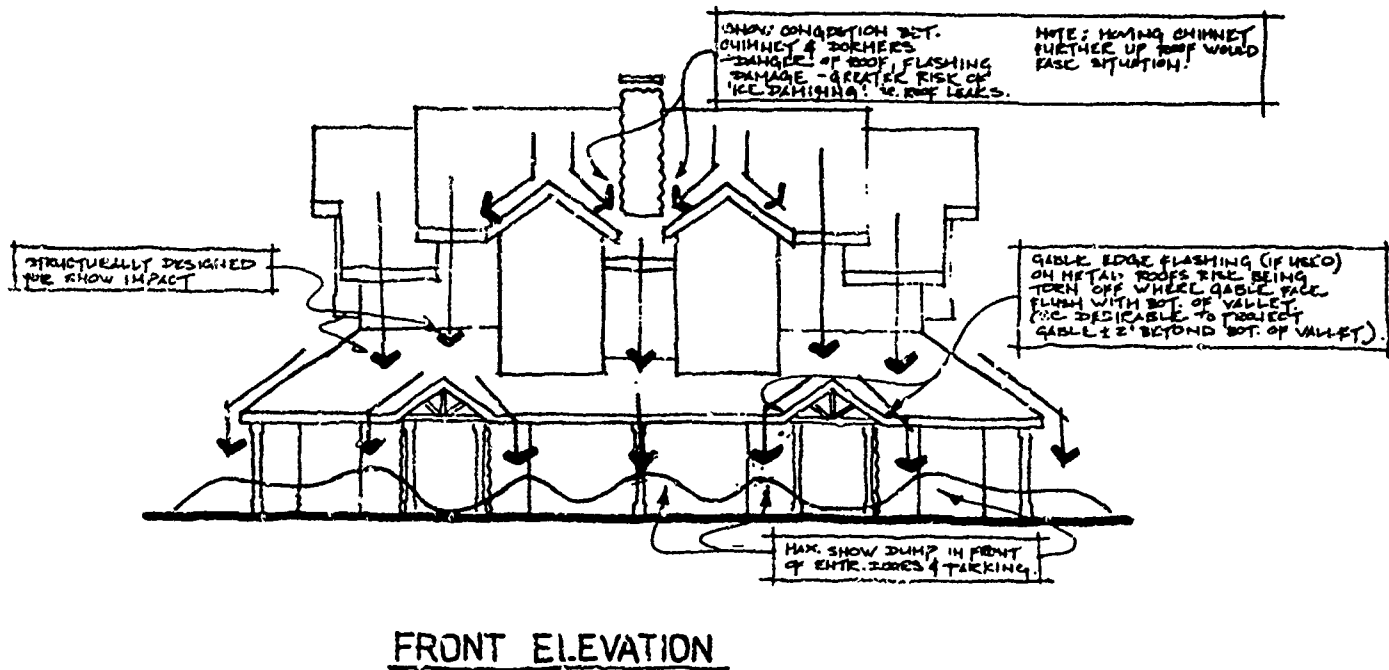 SNOW CONGESTION BET.
CHIMNEY & DORMERS
-DANGER OF ROOF, FLASHING
DAMAGE - GREATER RISK OF
'ICE DAMMING' & ROOF LEAKS.
NOTE: MOVING CHIMNEY
FURTHER UP ROOF WOULD
EASE SITUATION.
STRUCTURALLY DESIGNED
FOR SNOW IMPACT
GABLE EDGE FLASHING (IF USED)
ON METAL ROOFS RISK BEING
TORN OFF WHERE GABLE FACE
FLUSH WITH BOT. OF VALLEY
DESIRABLE TO PROJECT
GABLE ± 2' BEYOND BOT. OF VALLEY).
MAX. SNOW DUMP IN FRONT
OF ENTR. DOORS & PARKING.
FRONT ELEVATION